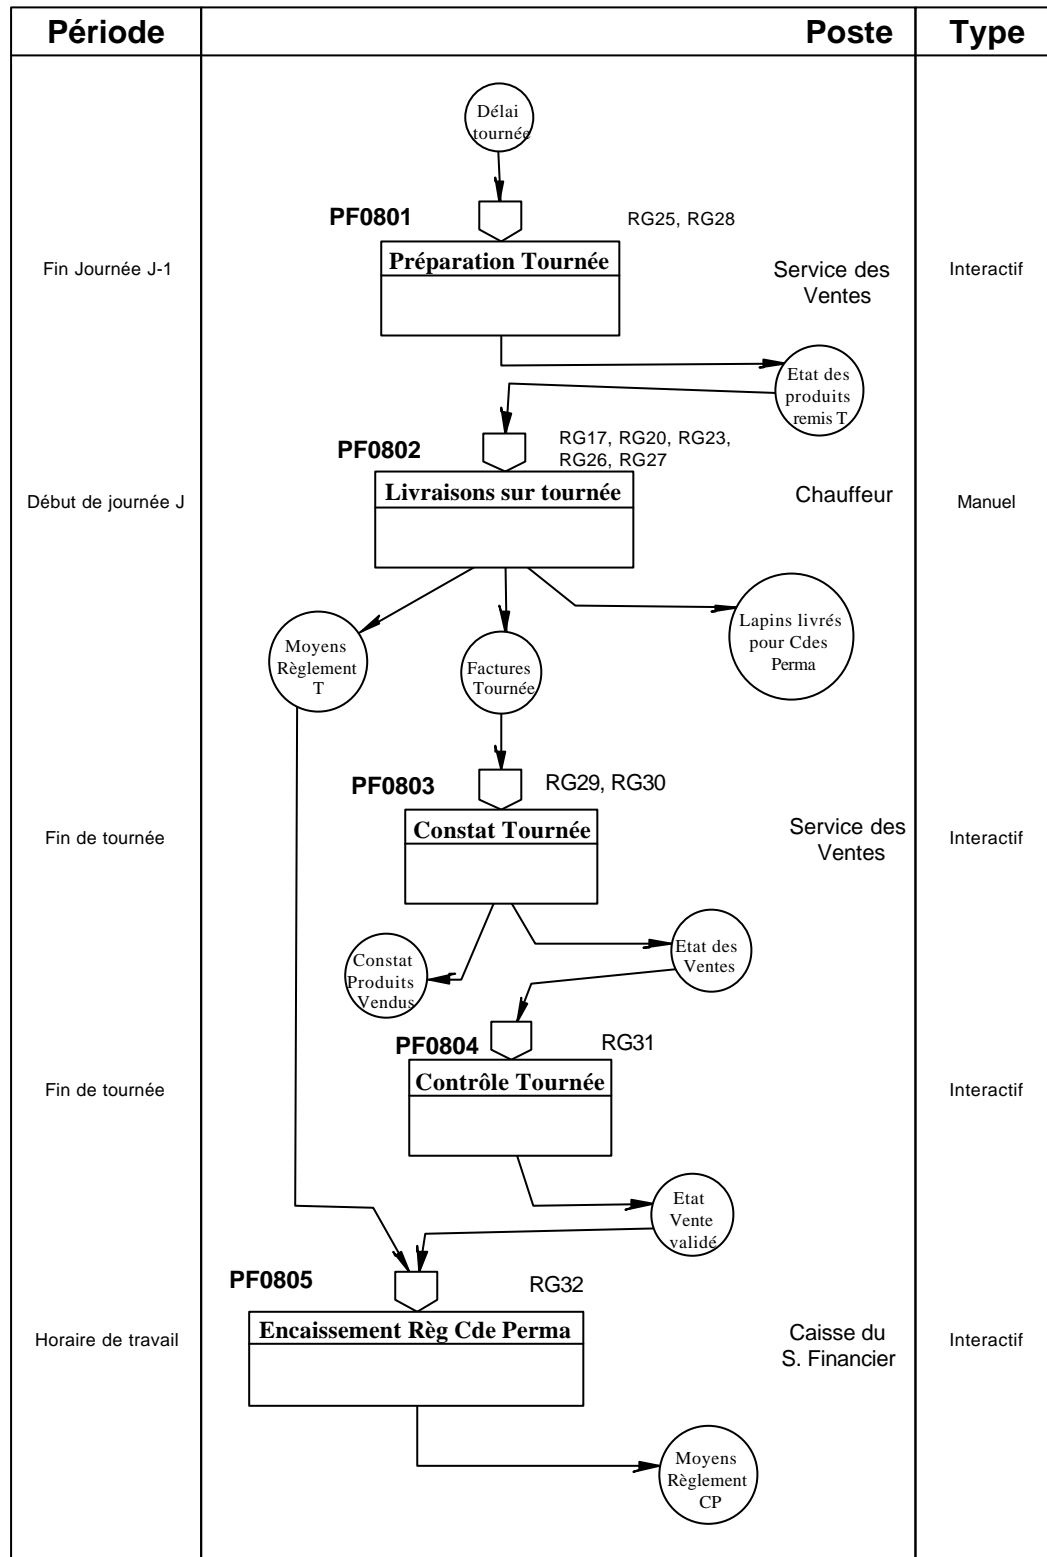 Période
Poste
Type
Délai
tournée
PF0801
RG25, RG28
Fin Journée J-1
Préparation Tournée
Service des
Ventes
Interactif
Etat des
produits
remis T
PF0802
RG17, RG20, RG23,
RG26, RG27
Début de journée J
Livraisons sur tournée
Chauffeur
Manuel
Moyens
Règlement
T
Factures
Tournée
Lapins livrés
pour Cdes
Perma
PF0803
RG29, RG30
Fin de tournée
Constat Tournée
Service des
Ventes
Interactif
Constat
Produits
Vendus
Etat des
Ventes
PF0804
RG31
Fin de tournée
Contrôle Tournée
Interactif
Etat
Vente
validé
PF0805
RG32
Horaire de travail
Encaissement Règ Cde Perma
Caisse du
S. Financier
Interactif
Moyens
Règlement
CP